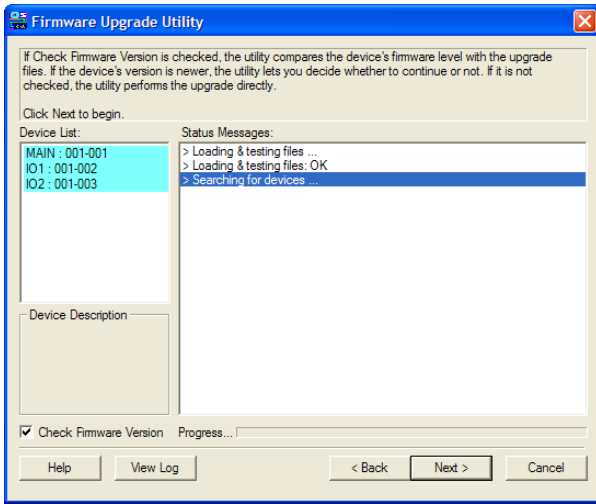 Firmware Upgrade Utility
If Check Firmware Version is checked, the utility compares the device's firmware level with the upgrade
files. If the device's version is newer, the utility lets you decide whether to continue or not. If it is not
checked, the utility performs the upgrade directly.
Click Next to begin.
Device List:
Status Messages:
MAIN : 001-001
IO1 : 001-002
IO2 : 001-003
> Loading & testing files ...
> Loading & testing files: OK
> Searching for devices ...
Device Description
Check Firmware Version
Progress...
Help
View Log
< Back
Next >
Cancel